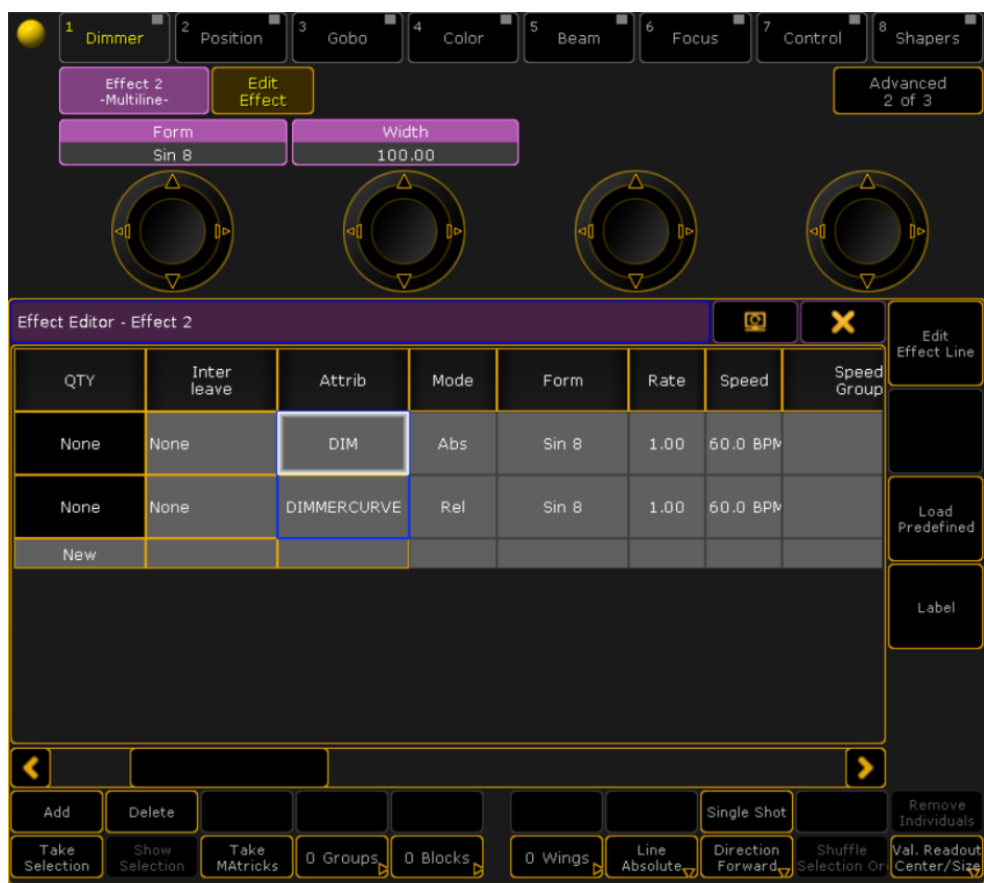 1 Dimmer 2 Position 3 Gobo 4 Color 5 Beam 6 Focus 7 Control 8 Shapers
Effect 2
-Multiline-
Edit
Effect
Advanced
2 of 3
Form
Sin 8
Width
100.00
Effect Editor - Effect 2
Edit
Effect Line
QTY
Inter
leave
Attrib
Mode
Form
Rate
Speed
Speed
Group
None None DIM Abs Sin 8 1.00 60.0 BPM
None None DIMMERCURVE Rel Sin 8 1.00 60.0 BPM
New
Load
Predefined
Label
Add
Delete
Single Shot
Remove
Individuals
Take
Selection
Show
Selection
Take
MAtricks
0 Groups
0 Blocks
0 Wings
Line
Absolute
Direction
Forward
Shuffle
Selection Or
Val. Readout
Center/Size